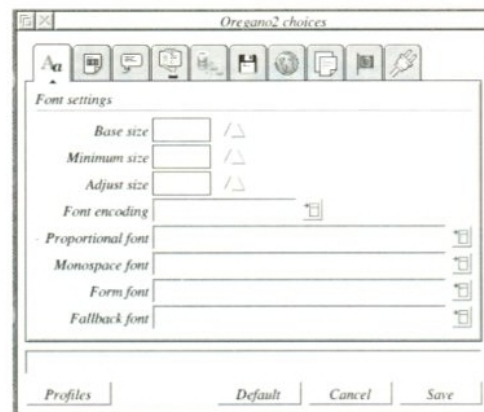 Oregano2 choices
Aa
Font settings
Base size
Minimum size
Adjust size
Font encoding
Proportional font
Monospace font
Form font
Fallback font
Profiles Default Cancel Save